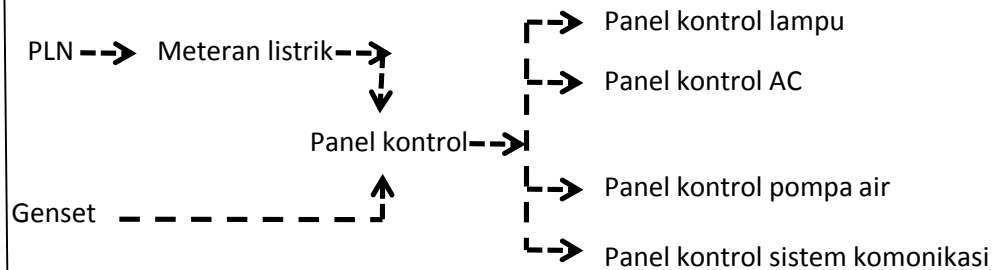 Panel kontrol lampu
PLN Meteran listrik
Panel kontrol AC
Panel kontrol
Panel kontrol pompa air
Genset
Panel kontrol sistem komonikasi